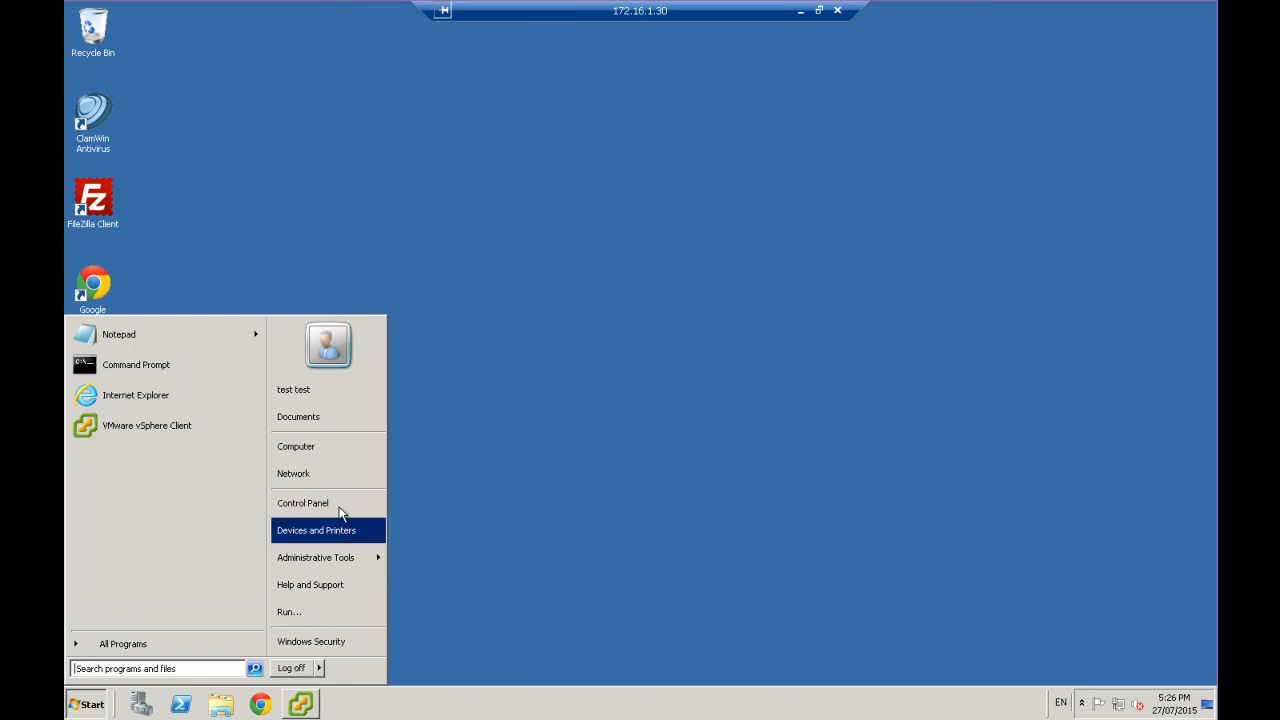 172.16.1.30
Recycle Bin
ClamWin
Antivirus
FileZilla Client
Google
Notepad
Command Prompt
Internet Explorer
VMware vSphere Client
All Programs
Search programs and files
test test
Documents
Computer
Network
Control Panel
Devices and Printers
Administrative Tools
Help and Support
Run...
Windows Security
Log off
Start
EN
5:26 PM
27/07/2015